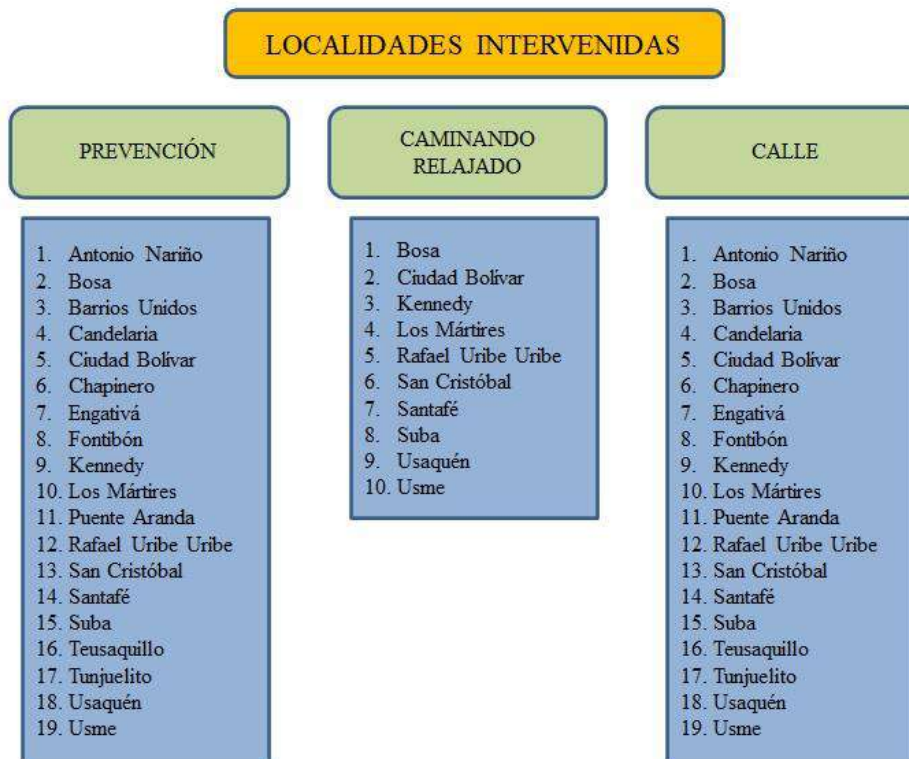 LOCALIDADES INTERVENIDAS
PREVENCIÓN
1. Antonio Nariño
2. Bosa
3. Barrios Unidos
4. Candelaria
5. Ciudad Bolívar
6. Chapinero
7. Engativá
8. Fontibón
9. Kennedy
10. Los Mártires
11. Puente Aranda
12. Rafael Uribe Uribe
13. San Cristóbal
14. Santafé
15. Suba
16. Teusaquillo
17. Tunjuelito
18. Usaquén
19. Usme
CAMINANDO
RELAJADO
1. Bosa
2. Ciudad Bolívar
3. Kennedy
4. Los Mártires
5. Rafael Uribe Uribe
6. San Cristóbal
7. Santafé
8. Suba
9. Usaquén
10. Usme
CALLE
1. Antonio Nariño
2. Bosa
3. Barrios Unidos
4. Candelaria
5. Ciudad Bolívar
6. Chapinero
7. Engativá
8. Fontibón
9. Kennedy
10. Los Mártires
11. Puente Aranda
12. Rafael Uribe Uribe
13. San Cristóbal
14. Santafé
15. Suba
16. Teusaquillo
17. Tunjuelito
18. Usaquén
19. Usme